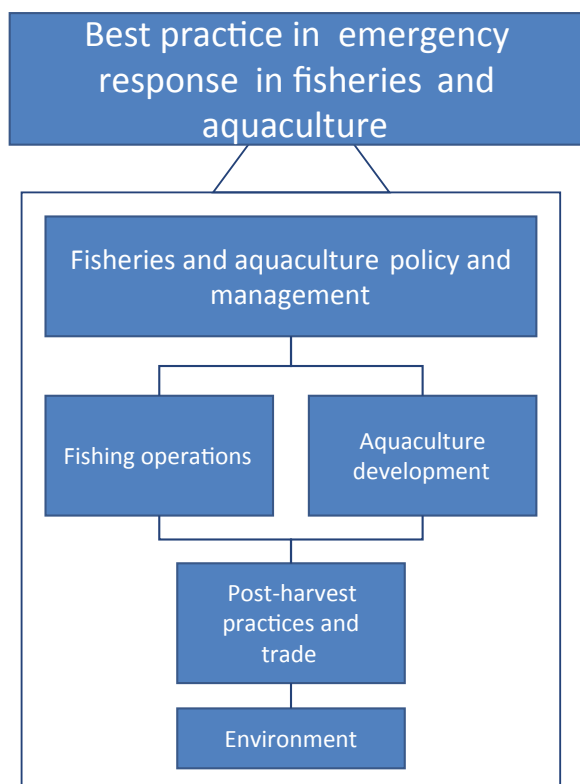 Best practice in emergency
response in fisheries and
aquaculture
Fisheries and aquaculture policy and
management
Fishing operations
Aquaculture
development
Post-harvest
practices and
trade
Environment